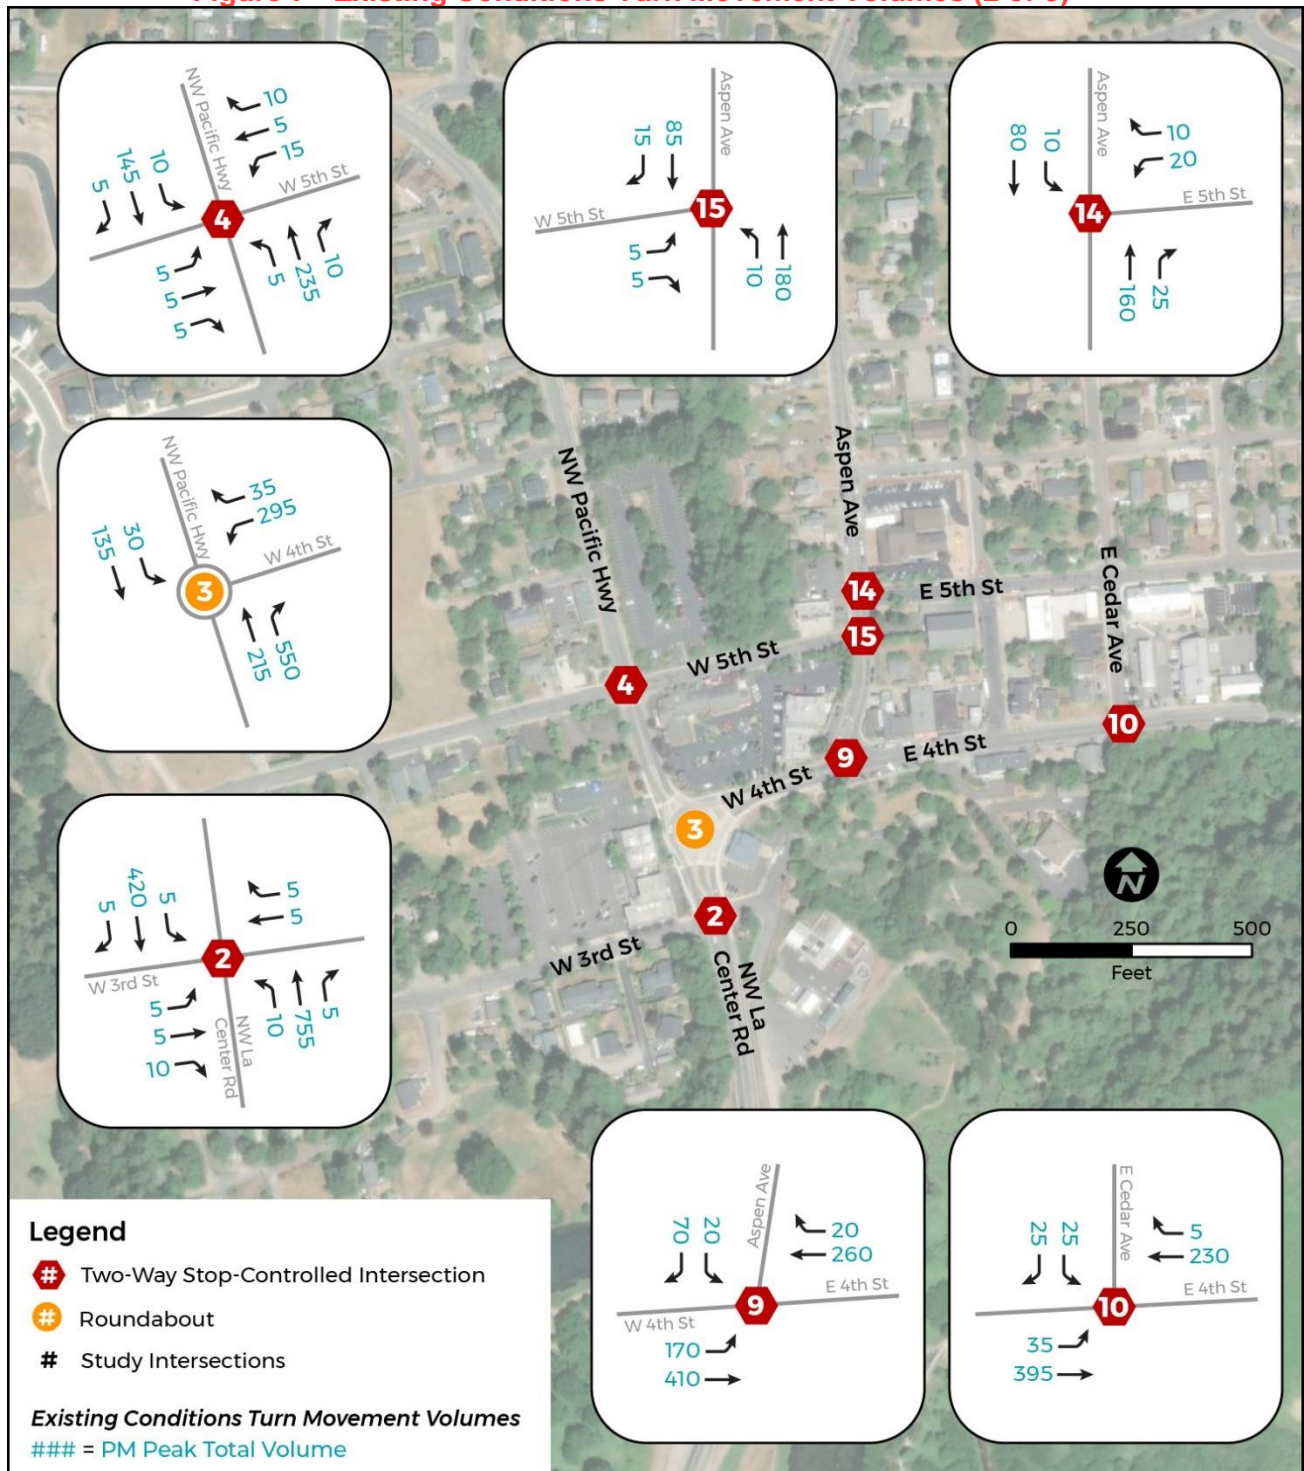 Figure 7 - Existing Conditions Turn Movement Volumes (2 of 3)
NW Pacific Hwy
10
5
15
W 5th St
5
145
10
4
5
5
5
5
235
10
Aspen Ave
15
85
W 5th St
15
5
5
10
180
Aspen Ave
80
10
10
20
14
E 5th St
160
25
NW Pacific Hwy
35
295
W 4th St
135
30
3
215
550
420
5
5
5
5
2
W 3rd St
5
5
10
10
755
5
NW La
Center Rd
NW Pacific Hwy
Aspen Ave
E Cedar Ave
14
E 5th St
15
W 5th St
4
10
9
E 4th St
W 4th St
3
N
2
W 3rd St
NW La
Center Rd
0 250 500
Feet
Aspen Ave
70
20
20
260
E 4th St
9
W 4th St
170
410
E Cedar Ave
25
25
5
230
E 4th St
10
35
395
Legend
# Two-Way Stop-Controlled Intersection
# Roundabout
# Study Intersections
Existing Conditions Turn Movement Volumes
### = PM Peak Total Volume